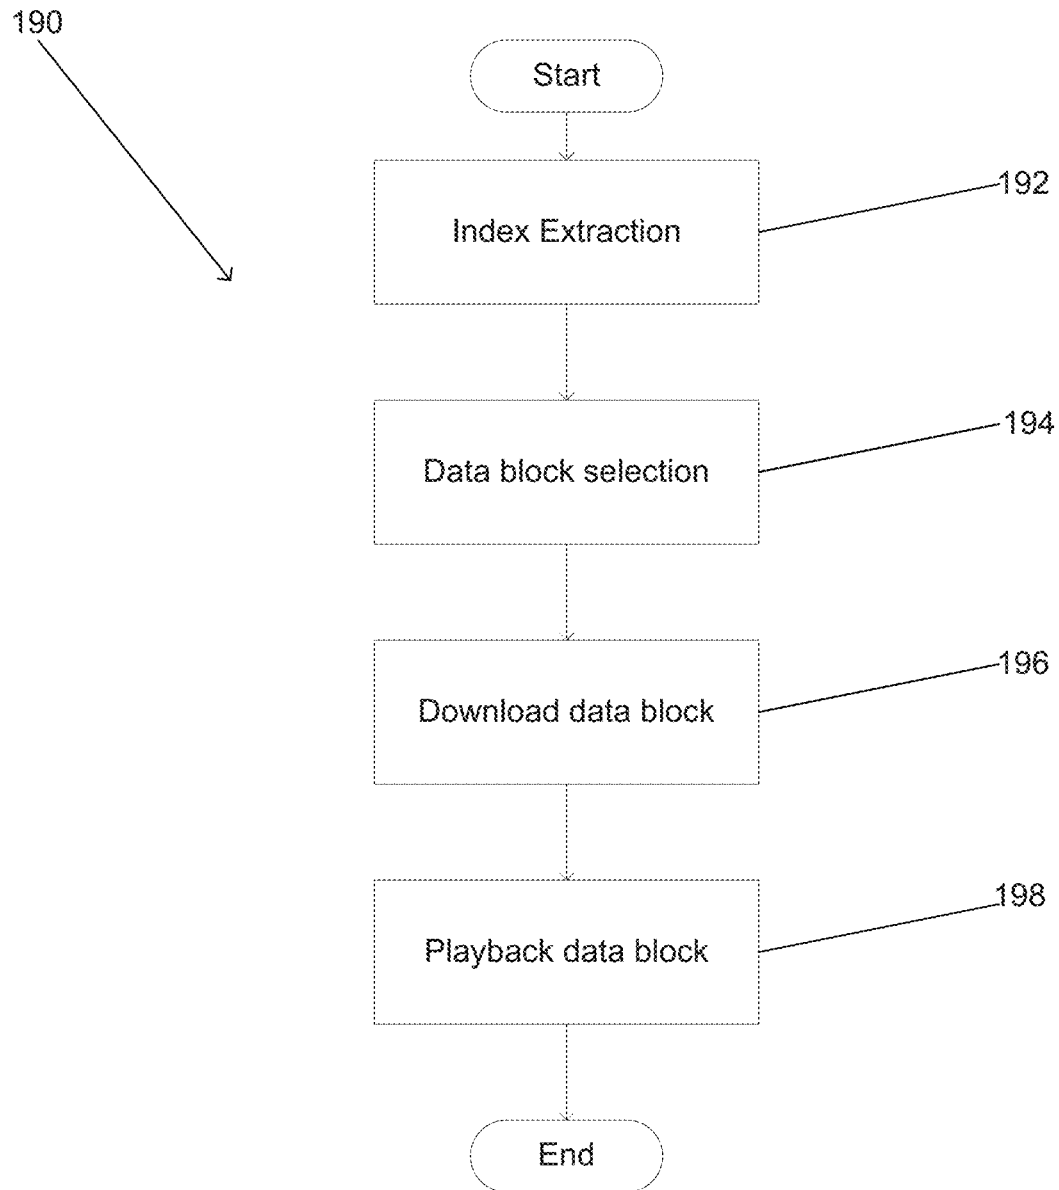 190
Start
Index Extraction
192
Data block selection
194
Download data block
196
Playback data block
198
End